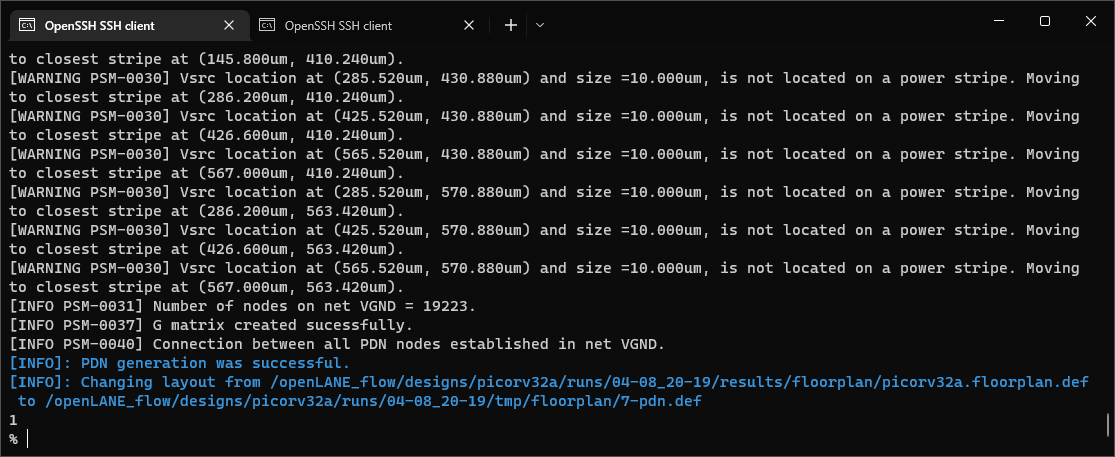 OpenSSH SSH client
OpenSSH SSH client
to closest stripe at (145.800um, 410.240um).
[WARNING PSM-0030] Vsrc location at (285.520um, 430.880um) and size =10.000um, is not located on a power stripe. Moving
to closest stripe at (286.200um, 410.240um).
[WARNING PSM-0030] Vsrc location at (425.520um, 430.880um) and size =10.000um, is not located on a power stripe. Moving
to closest stripe at (426.600um, 410.240um).
[WARNING PSM-0030] Vsrc location at (565.520um, 430.880um) and size =10.000um, is not located on a power stripe. Moving
to closest stripe at (567.000um, 410.240um).
[WARNING PSM-0030] Vsrc location at (285.520um, 570.880um) and size =10.000um, is not located on a power stripe. Moving
to closest stripe at (286.200um, 563.420um).
[WARNING PSM-0030] Vsrc location at (425.520um, 570.880um) and size =10.000um, is not located on a power stripe. Moving
to closest stripe at (426.600um, 563.420um).
[WARNING PSM-0030] Vsrc location at (565.520um, 570.880um) and size =10.000um, is not located on a power stripe. Moving
to closest stripe at (567.000um, 563.420um).
[INFO PSM-0031] Number of nodes on net VGND = 19223.
[INFO PSM-0037] G matrix created sucessfully.
[INFO PSM-0040] Connection between all PDN nodes established in net VGND.
[INFO]: PDN generation was successful.
[INFO]: Changing layout from /openLANE_flow/designs/picorv32a/runs/04-08_20-19/results/floorplan/picorv32a.floorplan.def
to /openLANE_flow/designs/picorv32a/runs/04-08_20-19/tmp/floorplan/7-pdn.def
1
%